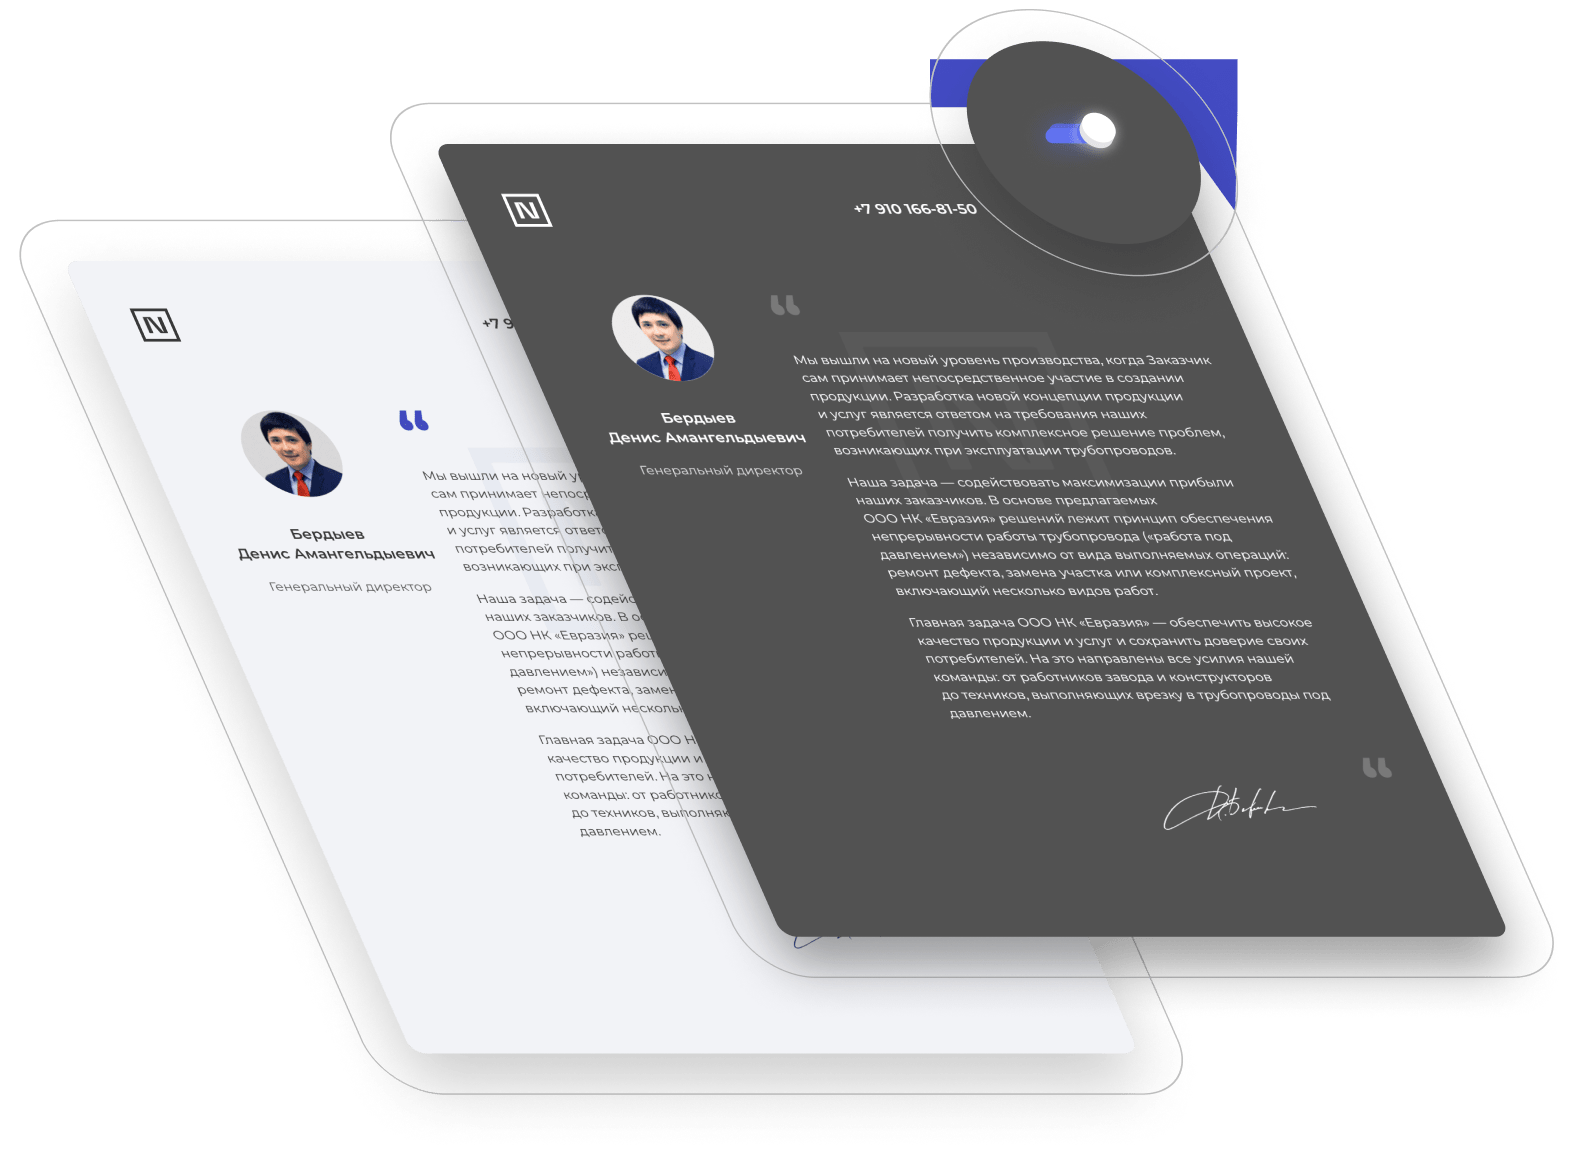 N
+7 910 166-81-50
Бердыев
Денис Амангельдыевич
Генеральный директор
“
Мы вышли на новый уровень производства, когда Заказчик
сам принимает непосредственное участие в создании
продукции. Разработка новой концепции продукции
и услуг является ответом на требования наших
потребителей получить комплексное решение проблем,
возникающих при эксплуатации трубопроводов.
Наша задача — содействовать максимизации прибыли
наших заказчиков. В основе предлагаемых
ООО НК «Евразия» решений лежит принцип обеспечения
непрерывности работы трубопровода («работа под
давлением») независимо от вида выполняемых операций:
ремонт дефекта, замена участка или комплексный проект,
включающий несколько видов работ.
Главная задача ООО НК «Евразия» — обеспечить высокое
качество продукции и услуг и сохранить доверие своих
потребителей. На это направлены все усилия нашей
команды: от работников завода и конструкторов
до техников, выполняющих врезку в трубопроводы под
давлением.
“
N
+7 9
Бердыев
Денис Амангельдыевич
Генеральный директор
“
Мы вышли на новый у
сам принимает непоср
продукции. Разработк
и услуг является ответ
потребителей получит
возникающих при экс
Наша задача — содейс
наших заказчиков. В о
ООО НК «Евразия» реш
непрерывности работ
давлением») независи
ремонт дефекта, замен
включающий несколь
Главная задача ООО Н
качество продукции и
потребителей. На это н
команды: от работник
до техников, выполня
давлением.